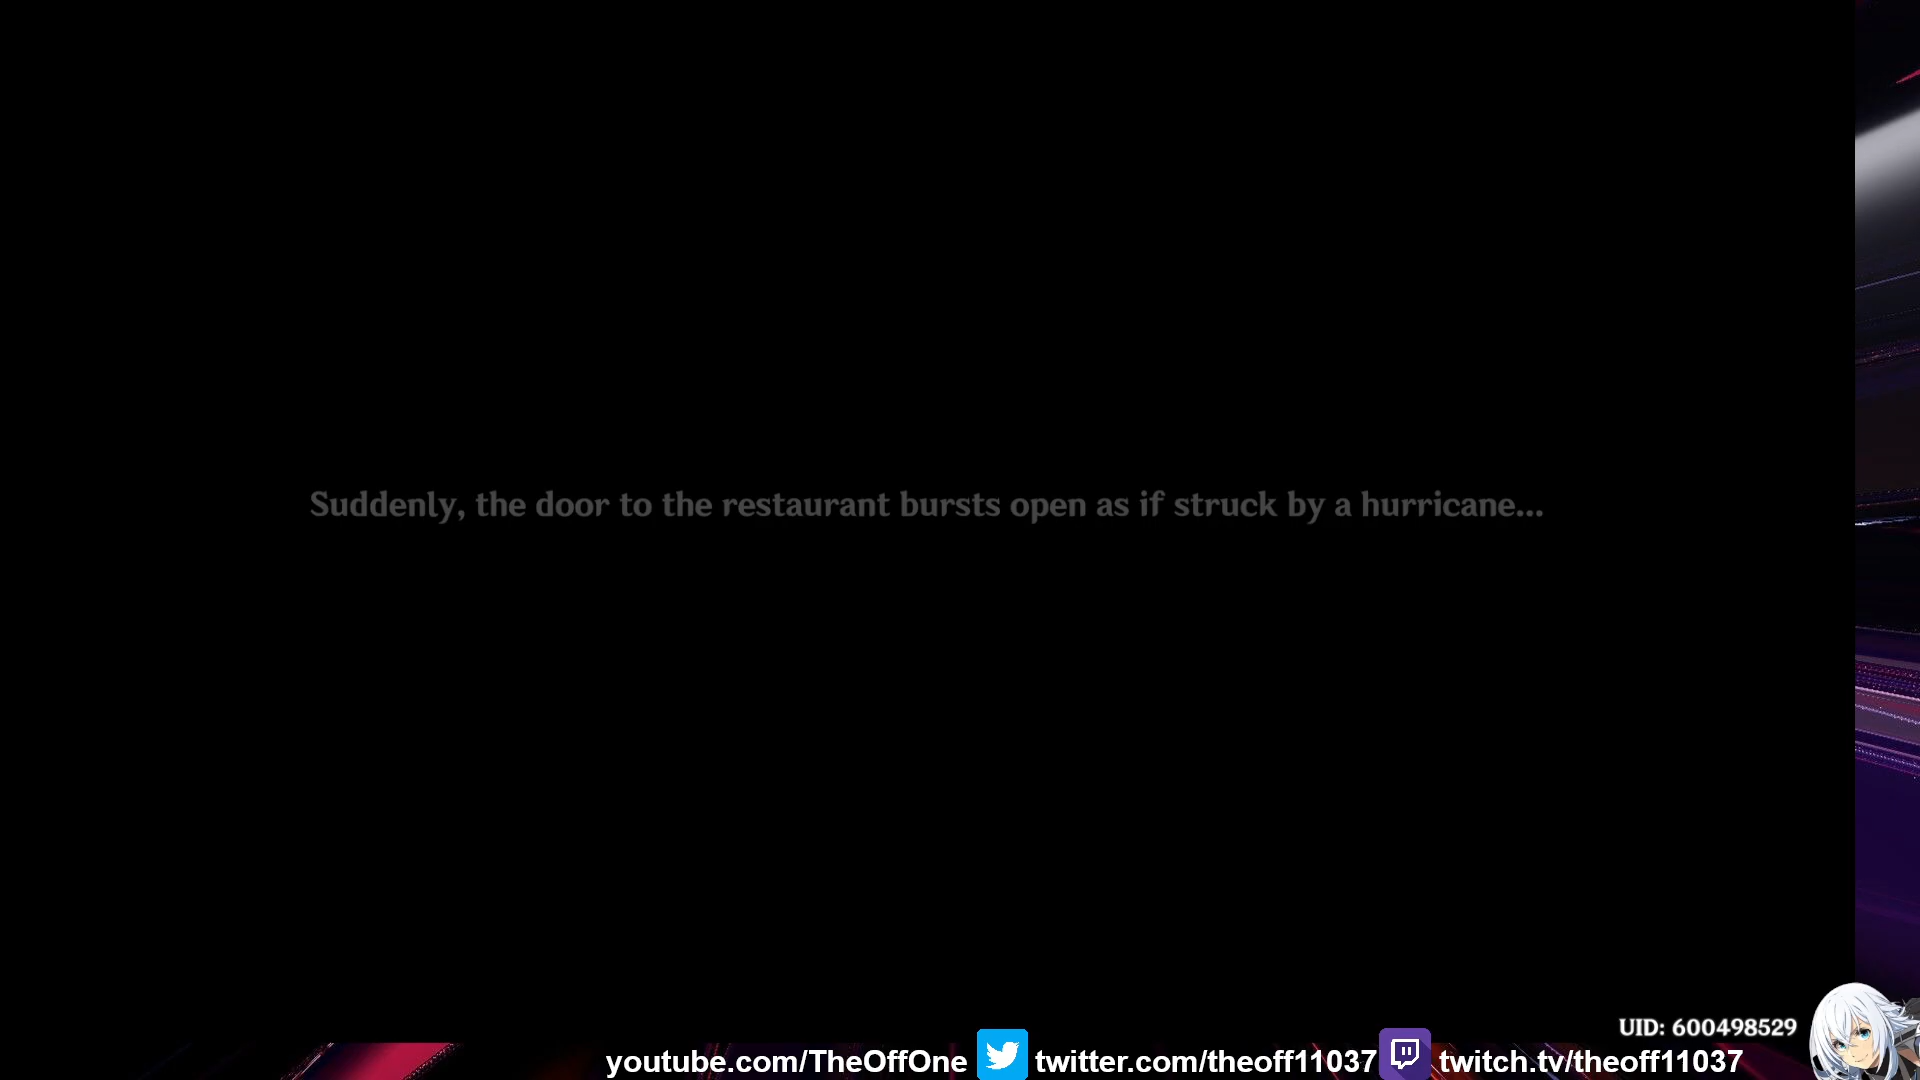 Suddenly, the door to the restaurant bursts open as if struck by a hurricane...
UID: 600498529
youtube.com/TheOffOne twitter.com/theoff11037 twitch.tv/theoff11037